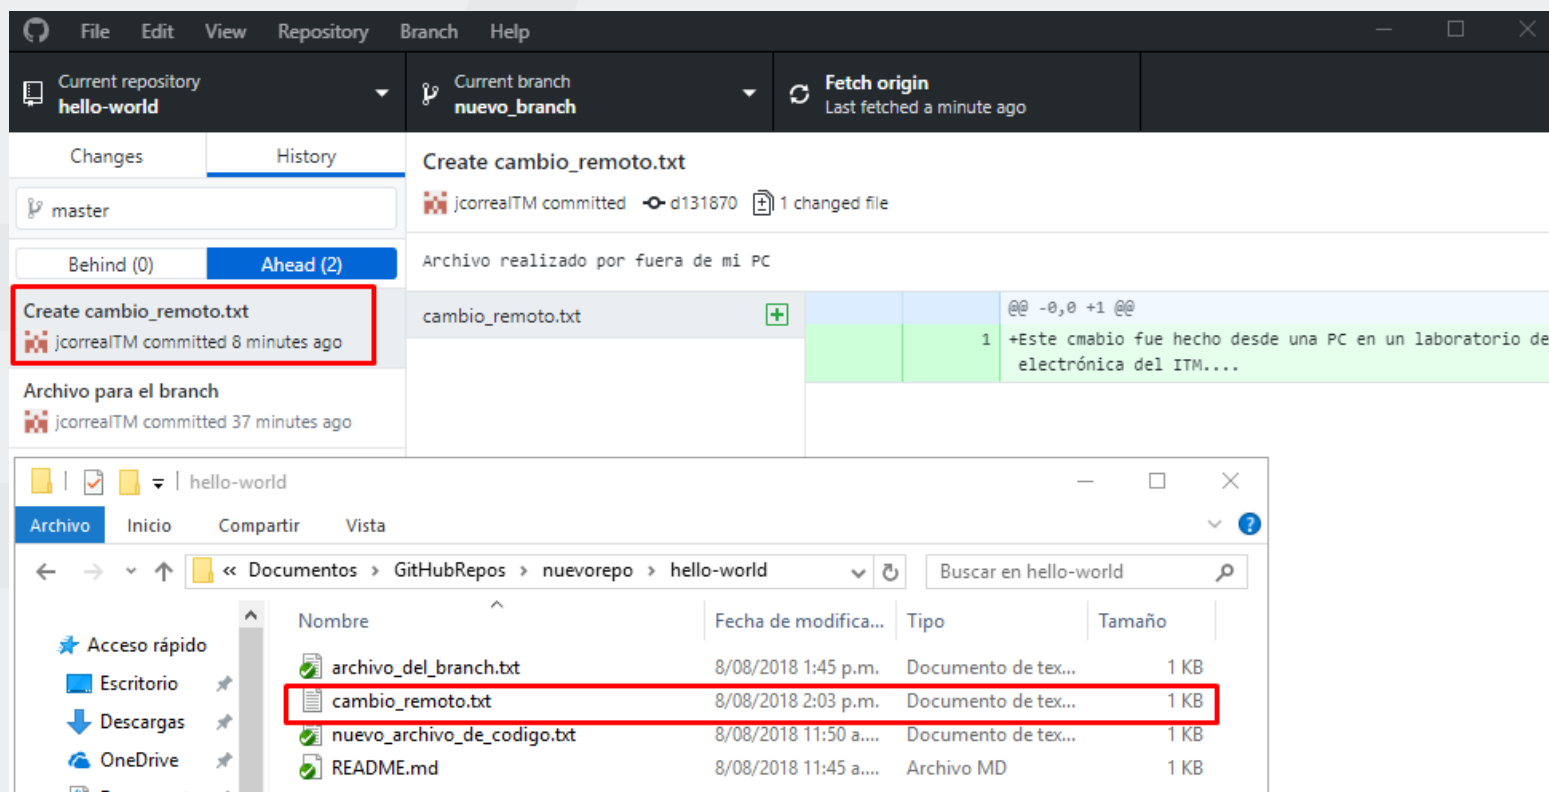 File Edit View Repository Branch Help
Current repository
hello-world
Current branch
nuevo_branch
Fetch origin
Last fetched a minute ago
Changes
History
master
Behind (0)
Ahead (2)
Create cambio_remoto.txt
jcorrealTM committed 8 minutes ago
Archivo para el branch
jcorrealTM committed 37 minutes ago
Create cambio_remoto.txt
jcorrealTM committed d131870 1 changed file
Archivo realizado por fuera de mi PC
cambio_remoto.txt
@@ -0,0 +1 @@
1 +Este cmabio fue hecho desde una PC en un laboratorio de
electrónica del ITM....
hello-world
Archivo Inicio Compartir Vista
« Documentos › GitHubRepos › nuevorepo › hello-world
Buscar en hello-world
Acceso rápido
Escritorio
Descargas
OneDrive
Nombre Fecha de modifica... Tipo Tamaño
archivo_del_branch.txt 8/08/2018 1:45 p.m. Documento de tex... 1 KB
cambio_remoto.txt 8/08/2018 2:03 p.m. Documento de tex... 1 KB
nuevo_archivo_de_codigo.txt 8/08/2018 11:50 a.... Documento de tex... 1 KB
README.md 8/08/2018 11:45 a.... Archivo MD 1 KB